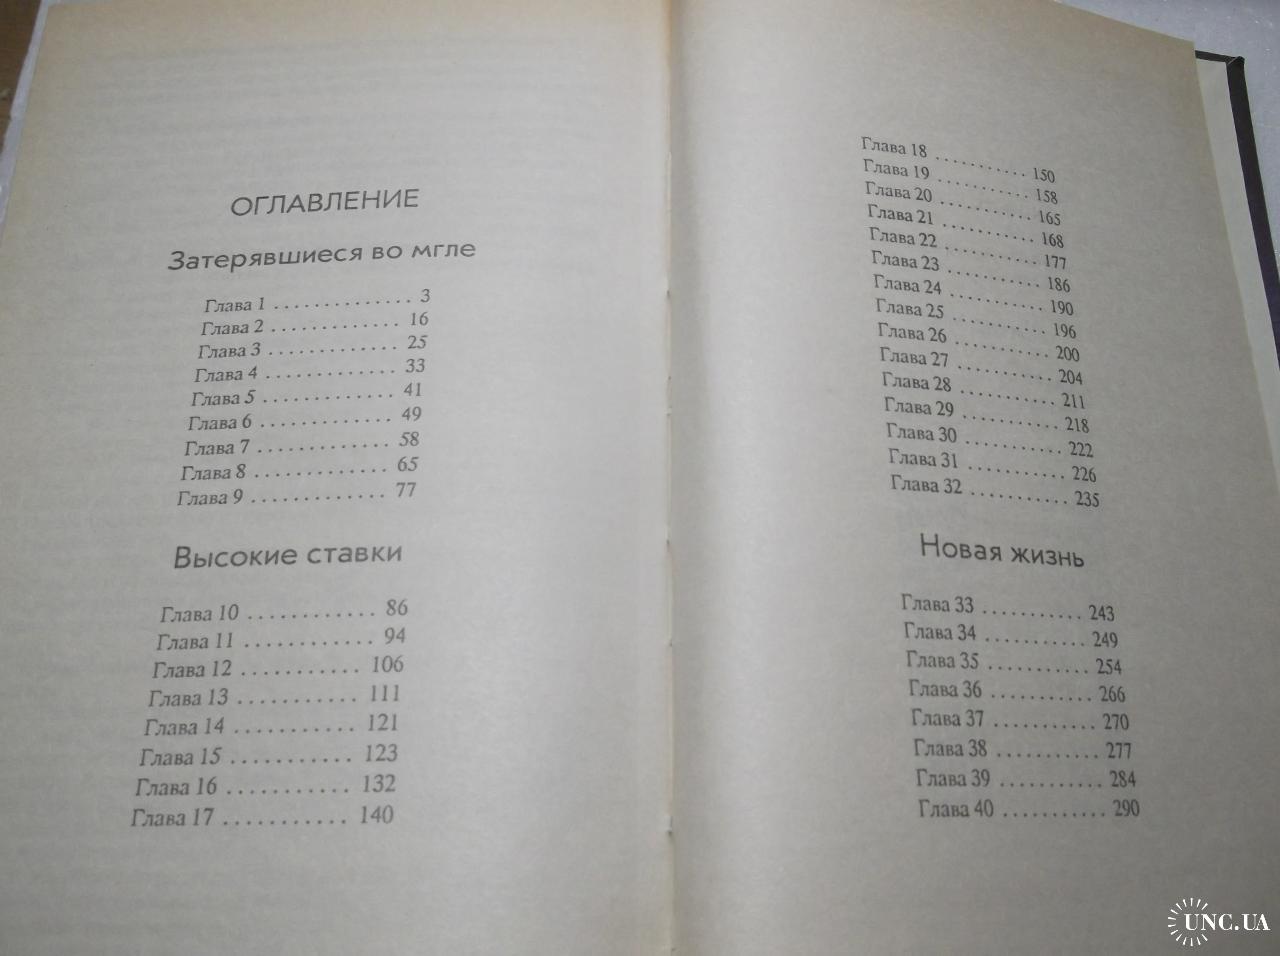 ОГЛАВЛЕНИЕ
Затерявшиеся во мгле
Глава 1 . . . . . . . . . . . . . . 3
Глава 2 . . . . . . . . . . . . . 16
Глава 3 . . . . . . . . . . . . . 25
Глава 4 . . . . . . . . . . . . . 33
Глава 5 . . . . . . . . . . . . . 41
Глава 6 . . . . . . . . . . . . . 49
Глава 7 . . . . . . . . . . . . . 58
Глава 8 . . . . . . . . . . . . . 65
Глава 9 . . . . . . . . . . . . . 77
Высокие ставки
Глава 10 . . . . . . . . . . . . 86
Глава 11 . . . . . . . . . . . . 94
Глава 12 . . . . . . . . . . . 106
Глава 13 . . . . . . . . . . . 111
Глава 14 . . . . . . . . . . . 121
Глава 15 . . . . . . . . . . . 123
Глава 16 . . . . . . . . . . . 132
Глава 17 . . . . . . . . . . . 140
Глава 18 . . . . . . . . . . . 150
Глава 19 . . . . . . . . . . . 158
Глава 20 . . . . . . . . . . . 165
Глава 21 . . . . . . . . . . . 168
Глава 22 . . . . . . . . . . . 177
Глава 23 . . . . . . . . . . . 186
Глава 24 . . . . . . . . . . . 190
Глава 25 . . . . . . . . . . . 196
Глава 26 . . . . . . . . . . . 200
Глава 27 . . . . . . . . . . . 204
Глава 28 . . . . . . . . . . . 211
Глава 29 . . . . . . . . . . . 218
Глава 30 . . . . . . . . . . . 222
Глава 31 . . . . . . . . . . . 226
Глава 32 . . . . . . . . . . . 235
Новая жизнь
Глава 33 . . . . . . . . . . . 243
Глава 34 . . . . . . . . . . . 249
Глава 35 . . . . . . . . . . . 254
Глава 36 . . . . . . . . . . . 266
Глава 37 . . . . . . . . . . . 270
Глава 38 . . . . . . . . . . . 277
Глава 39 . . . . . . . . . . . 284
Глава 40 . . . . . . . . . . . 290
UNC.UA